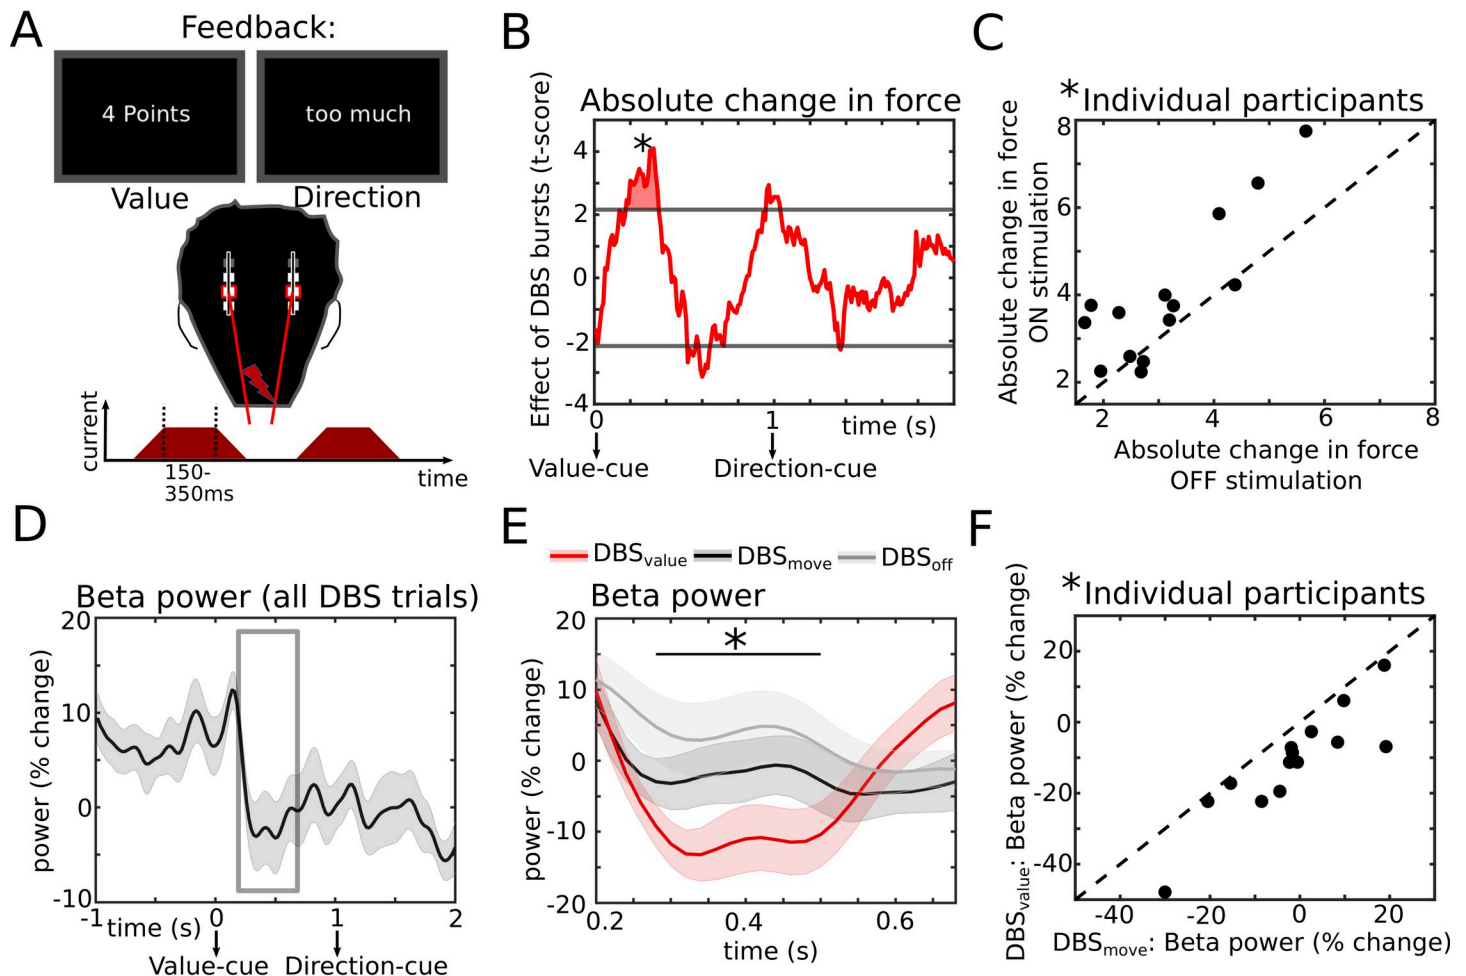 A
Feedback:
4 Points
too much
Value
Direction
current
150-
350ms
time
B
Absolute change in force
Effect of DBS bursts (t-score)
*
4
2
0
-2
-4
0
1
time (s)
Value-cue
Direction-cue
C
*Individual participants
Absolute change in force
ON stimulation
8
6
4
2
2
4
6
8
Absolute change in force
OFF stimulation
D
Beta power (all DBS trials)
power (% change)
20
10
0
-10
-1
0
1
2
time (s)
Value-cue
Direction-cue
E
DBSvalue
DBSmove
DBSoff
Beta power
power (% change)
*
20
10
0
-10
-20
0.2
0.4
0.6
time (s)
F
*Individual participants
DBSvalue: Beta power (% change)
20
0
-20
-40
-40
-20
0
20
DBSmove: Beta power (% change)